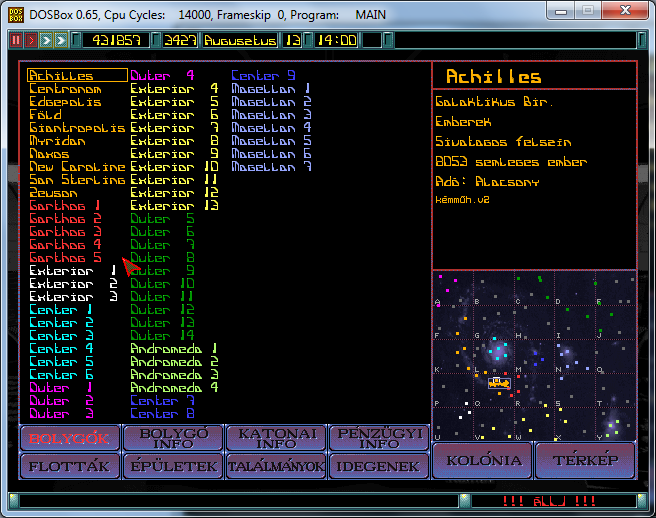 DOSBox 0.65, Cpu Cycles: 14000, Frameskip 0, Program: MAIN
431857 3427 Augusztus 13 14:00
Achilles
Centronom
Edgepolis
Föld
Giantropolis
Myridan
Naxos
New Caroline
San Sterling
Zeuson
Garthog 1
Garthog 2
Garthog 3
Garthog 4
Garthog 5
Exterior 1
Exterior 2
Exterior 3
Center 1
Center 2
Center 3
Center 4
Center 5
Center 6
Outer 1
Outer 2
Outer 3
Outer 4
Exterior 4
Exterior 5
Exterior 6
Exterior 7
Exterior 8
Exterior 9
Exterior 10
Exterior 11
Exterior 12
Exterior 13
Outer 5
Outer 6
Outer 7
Outer 8
Outer 9
Outer 10
Outer 11
Outer 12
Outer 13
Outer 14
Andromeda 1
Andromeda 2
Andromeda 3
Andromeda 4
Center 7
Center 8
Center 9
Magellan 1
Magellan 2
Magellan 3
Magellan 4
Magellan 5
Magellan 6
Magellan 7
Achilles
Galaktikus Bir.
Emberek
Sivatagos felszín
8053 semleges ember
Adó: Alacsony
kémműh.v2
A B C D E
F G H I J
K L M N O
P Q R S T
U V W X Y
BOLYGÓK
BOLYGÓ INFO
KATONAI INFO
PÉNZÜGYI INFO
FLOTTÁK
ÉPÜLETEK
TALÁLMÁNYOK
IDEGENEK
KOLÓNIA
TÉRKÉP
!!! ÁLLJ !!!